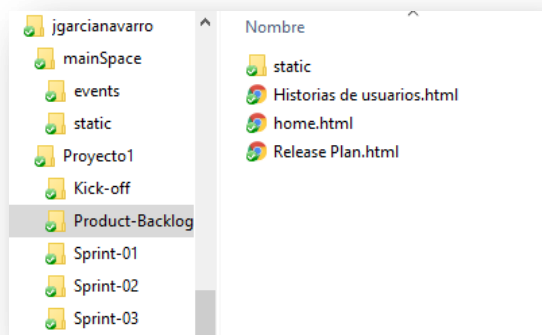 jgarcianavarro
mainSpace
events
static
Proyecto1
Kick-off
Product-Backlog
Sprint-01
Sprint-02
Sprint-03
Nombre
static
Historias de usuarios.html
home.html
Release Plan.html